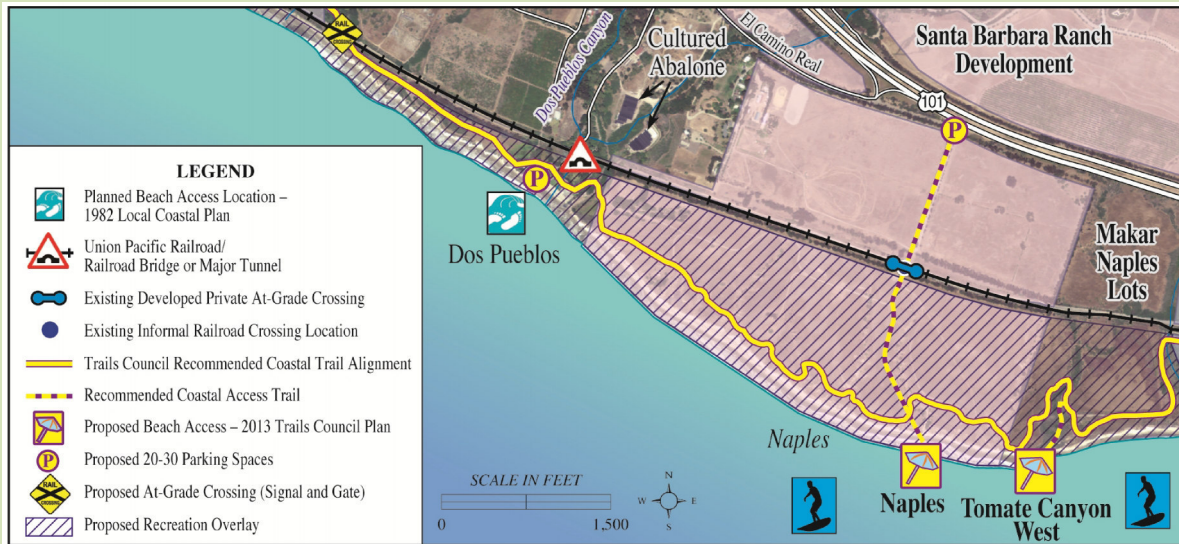 RAIL
CROSSING
Dos Pueblos Canyon
Cultured
Abalone
El Camino Real
101
Santa Barbara Ranch
Development
P
Makar
Naples
Lots
P
Dos Pueblos
Naples
Naples
Tomate Canyon
West
SCALE IN FEET
0
1,500
N
W
E
S
LEGEND
Planned Beach Access Location –
1982 Local Coastal Plan
Union Pacific Railroad/
Railroad Bridge or Major Tunnel
Existing Developed Private At-Grade Crossing
Existing Informal Railroad Crossing Location
Trails Council Recommended Coastal Trail Alignment
Recommended Coastal Access Trail
Proposed Beach Access – 2013 Trails Council Plan
P
Proposed 20-30 Parking Spaces
RAIL
CROSSING
Proposed At-Grade Crossing (Signal and Gate)
Proposed Recreation Overlay